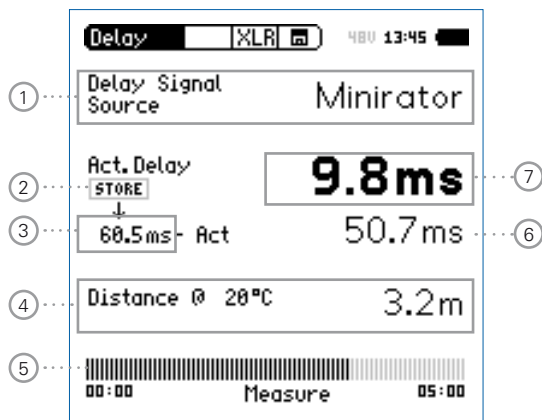 Delay XLR 48V 13:45
1 Delay Signal Source Minirator
Act. Delay 9.8ms 7
2 STORE
3 60.5ms - Act 50.7ms 6
4 Distance @ 20°C 3.2m
5
00:00 Measure 05:00